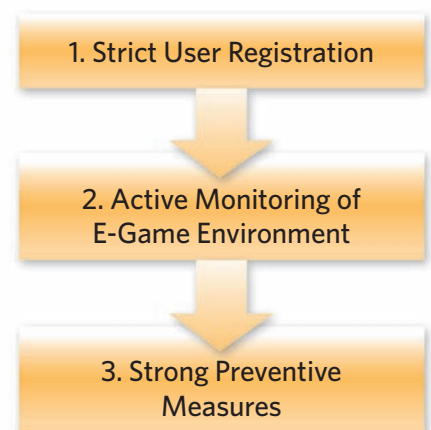 1. Strict User Registration
2. Active Monitoring of
E-Game Environment
3. Strong Preventive
Measures